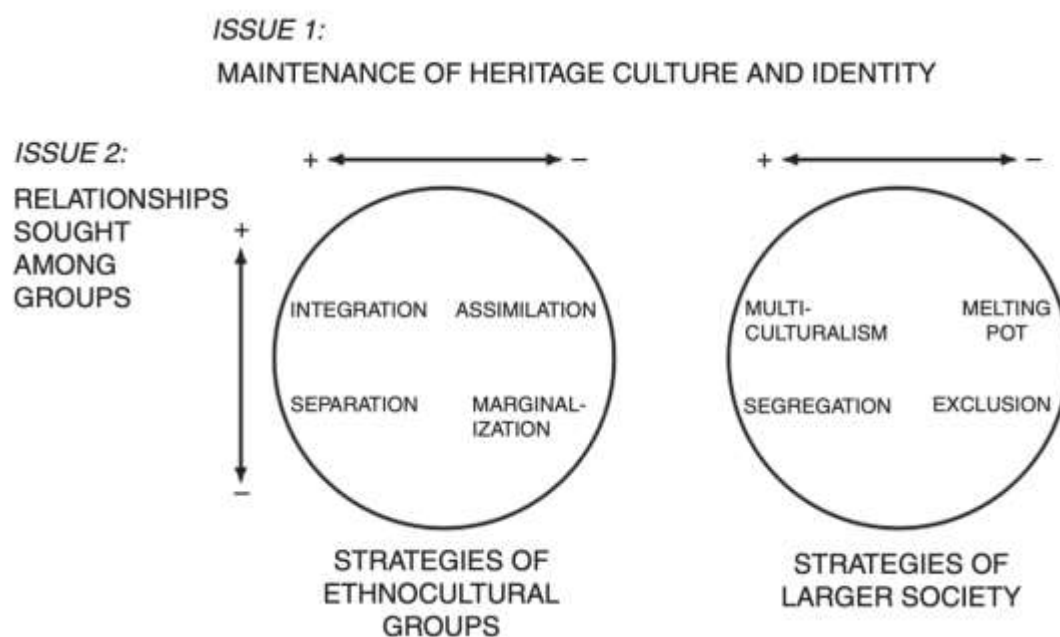 ISSUE 1:
MAINTENANCE OF HERITAGE CULTURE AND IDENTITY
ISSUE 2:
RELATIONSHIPS
SOUGHT
AMONG
GROUPS
+ −
+ −
+
−
INTEGRATION ASSIMILATION
SEPARATION MARGINAL-
IZATION
MULTI-
CULTURALISM
MELTING
POT
SEGREGATION EXCLUSION
STRATEGIES OF
ETHNOCULTURAL
GROUPS
STRATEGIES OF
LARGER SOCIETY